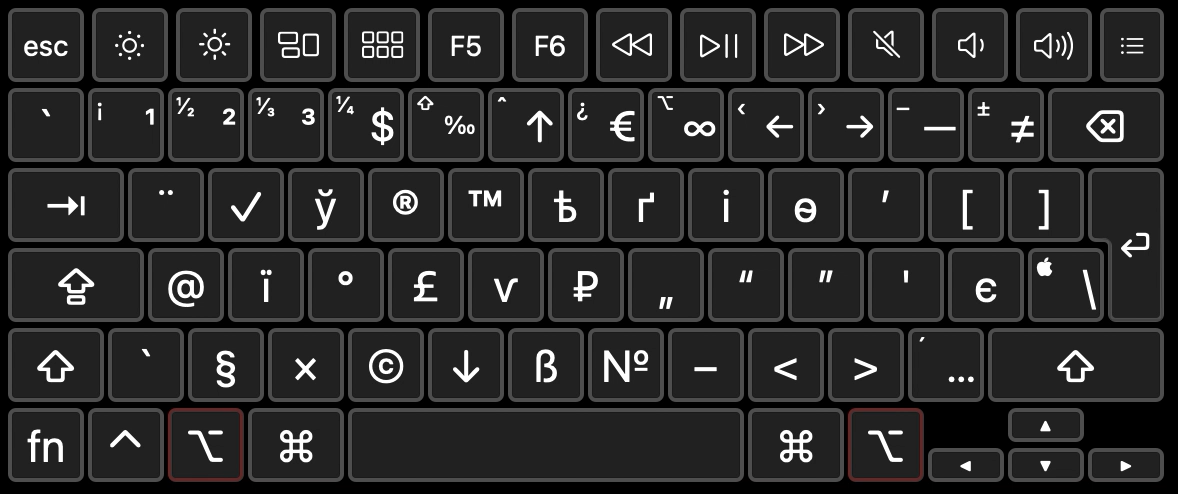 esc F5 F6
` ¡ 1 ½ 2 ⅓ 3 ¼ $ ⇧ ‰ ˆ ↑ ¿ € ⌥ ∞ ‹ ← › → – — ± ≠ ⌫
⇥ ¨ ✓ ў ® ™ ѣ ґ і ѳ ′ [ ]
⇪ @ ї ° £ ѵ ₽ „ “ ” ' є  \ ↩
⇧ ` § × © ↓ ß № − < > ´ … ⇧
fn ⌃ ⌥ ⌘ ⌘ ⌥ ◀ ▲ ▼ ▶